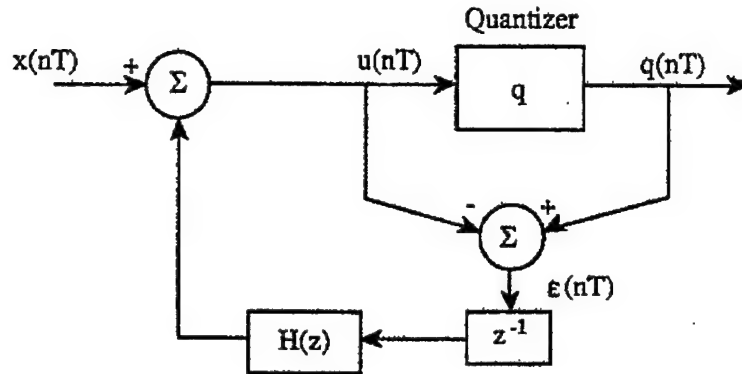 Quantizer
x(nT) + Σ u(nT) q q(nT)
- Σ +
ε(nT)
H(z) z⁻¹